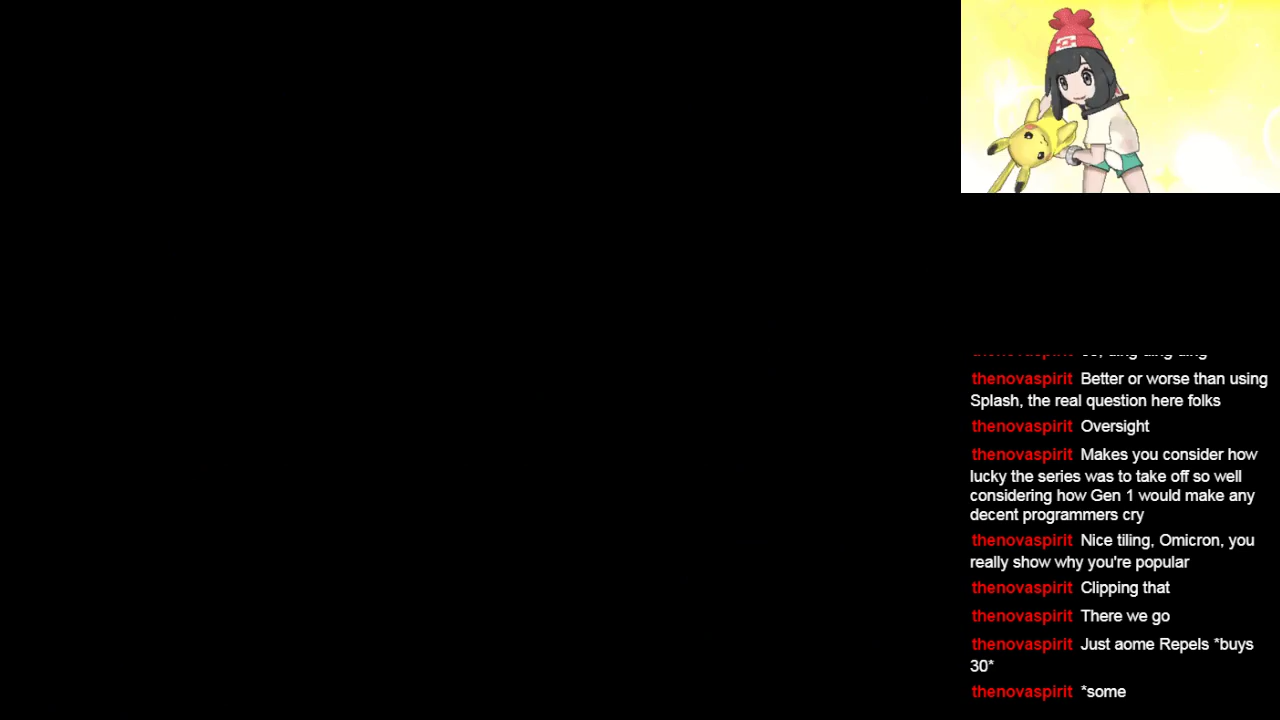 thenovaspirit Better or worse than using
Splash, the real question here folks
thenovaspirit Oversight
thenovaspirit Makes you consider how
lucky the series was to take off so well
considering how Gen 1 would make any
decent programmers cry
thenovaspirit Nice tiling, Omicron, you
really show why you're popular
thenovaspirit Clipping that
thenovaspirit There we go
thenovaspirit Just aome Repels *buys
30*
thenovaspirit *some